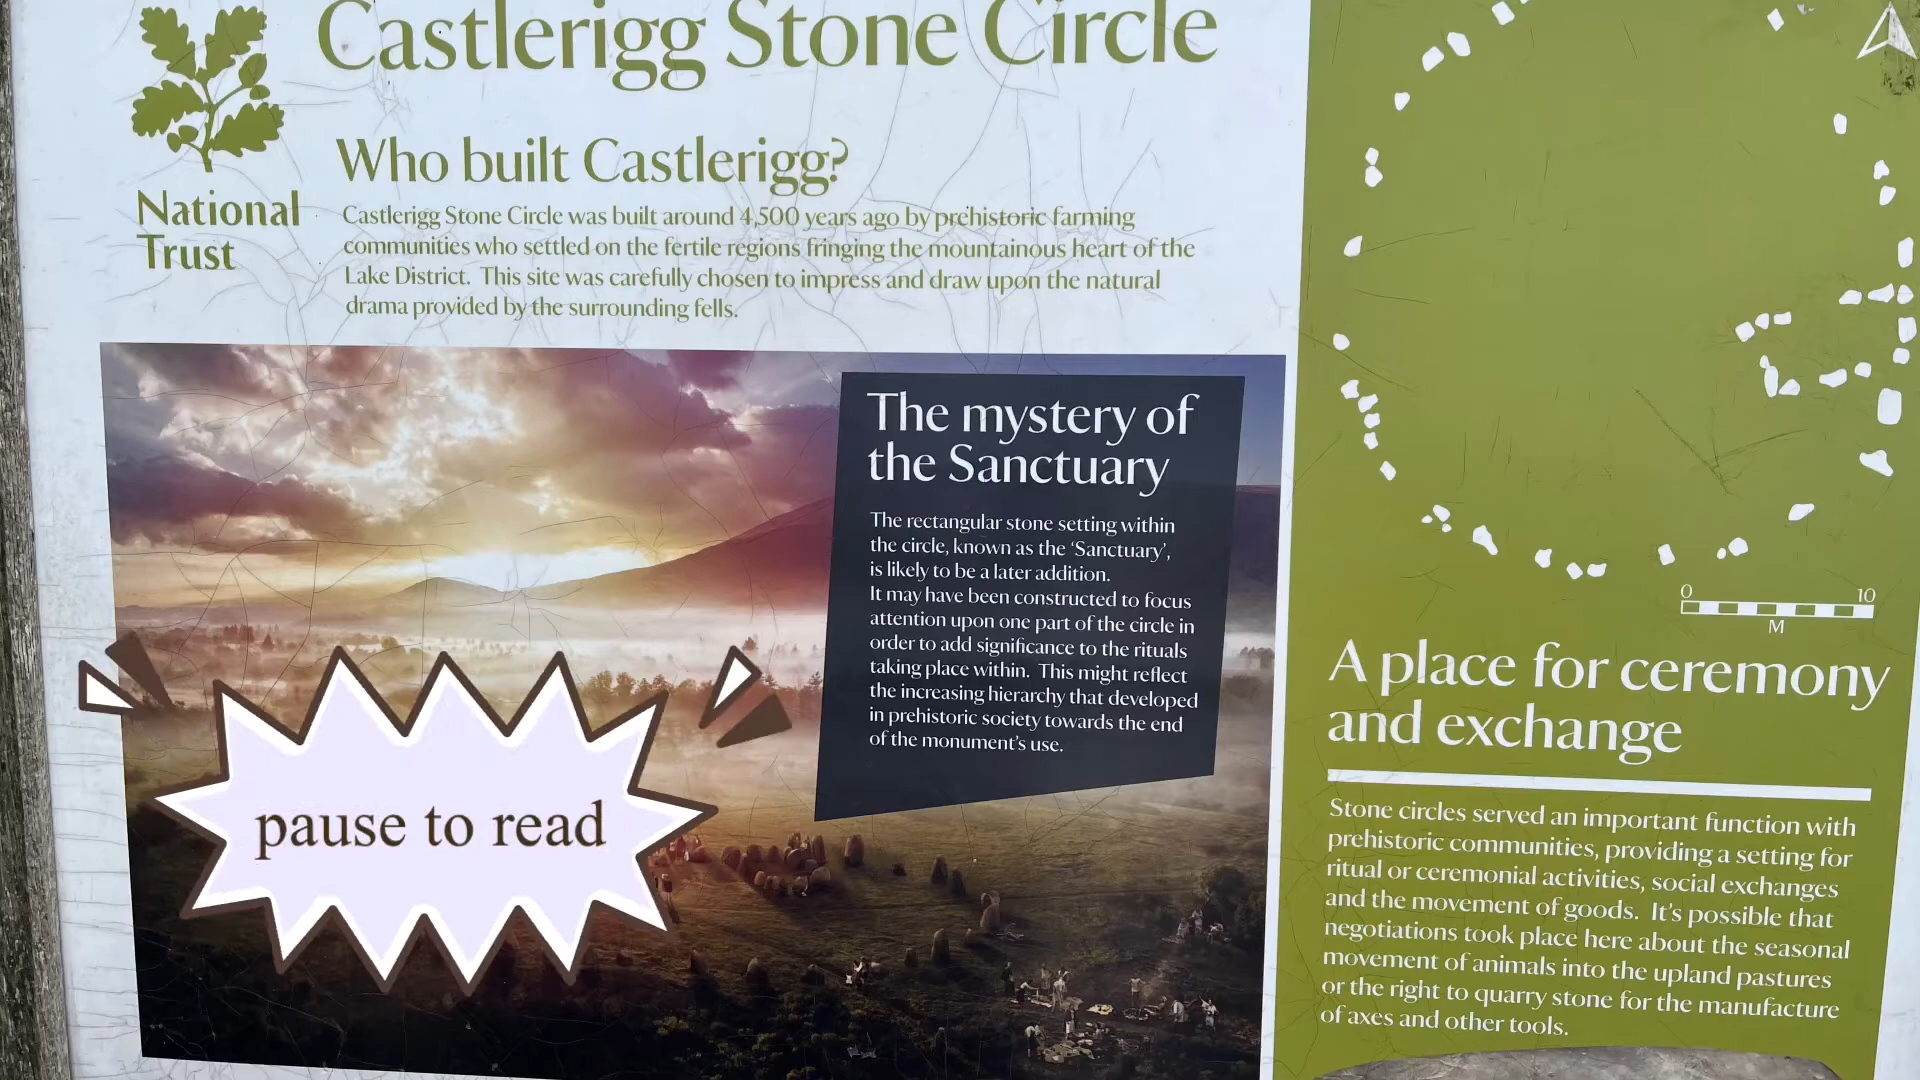 Castlerigg Stone Circle
National
Trust
Who built Castlerigg?
Castlerigg Stone Circle was built around 4,500 years ago by prehistoric farming
communities who settled on the fertile regions fringing the mountainous heart of the
Lake District. This site was carefully chosen to impress and draw upon the natural
drama provided by the surrounding fells.
The mystery of
the Sanctuary
The rectangular stone setting within
the circle, known as the ‘Sanctuary’,
is likely to be a later addition.
It may have been constructed to focus
attention upon one part of the circle in
order to add significance to the rituals
taking place within. This might reflect
the increasing hierarchy that developed
in prehistoric society towards the end
of the monument’s use.
pause to read
0 10
M
A place for ceremony
and exchange
Stone circles served an important function with
prehistoric communities, providing a setting for
ritual or ceremonial activities, social exchanges
and the movement of goods. It’s possible that
negotiations took place here about the seasonal
movement of animals into the upland pastures
or the right to quarry stone for the manufacture
of axes and other tools.